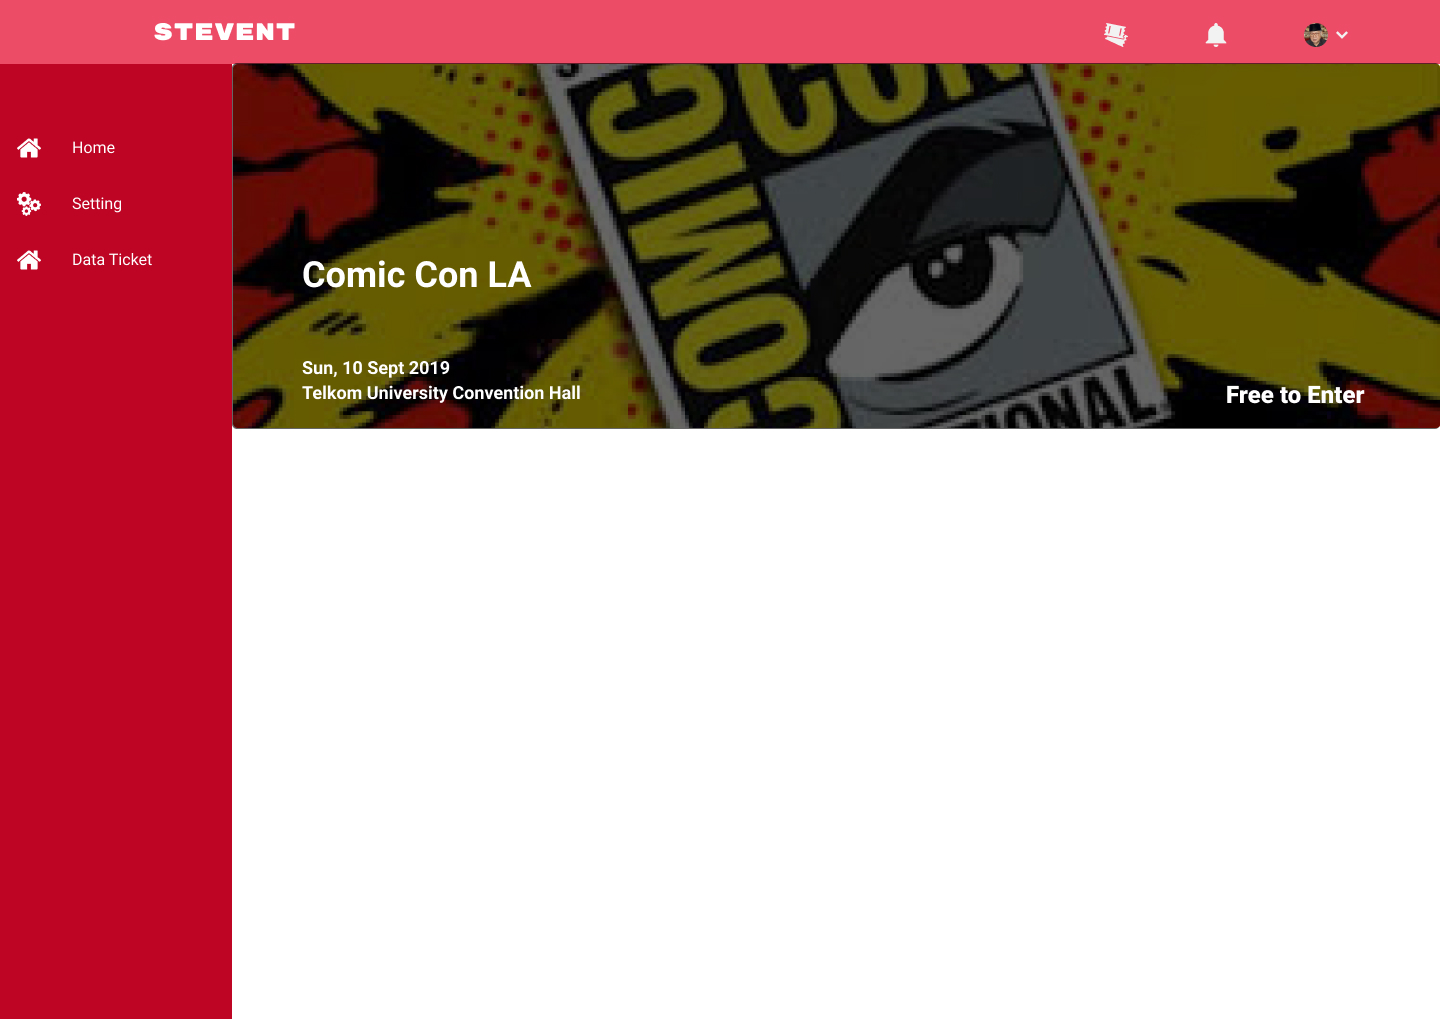 STEVENT
Home
Setting
Data Ticket
COMIC
CON
COMIC
Comic Con LA
Sun, 10 Sept 2019
Telkom University Convention Hall
Free to Enter